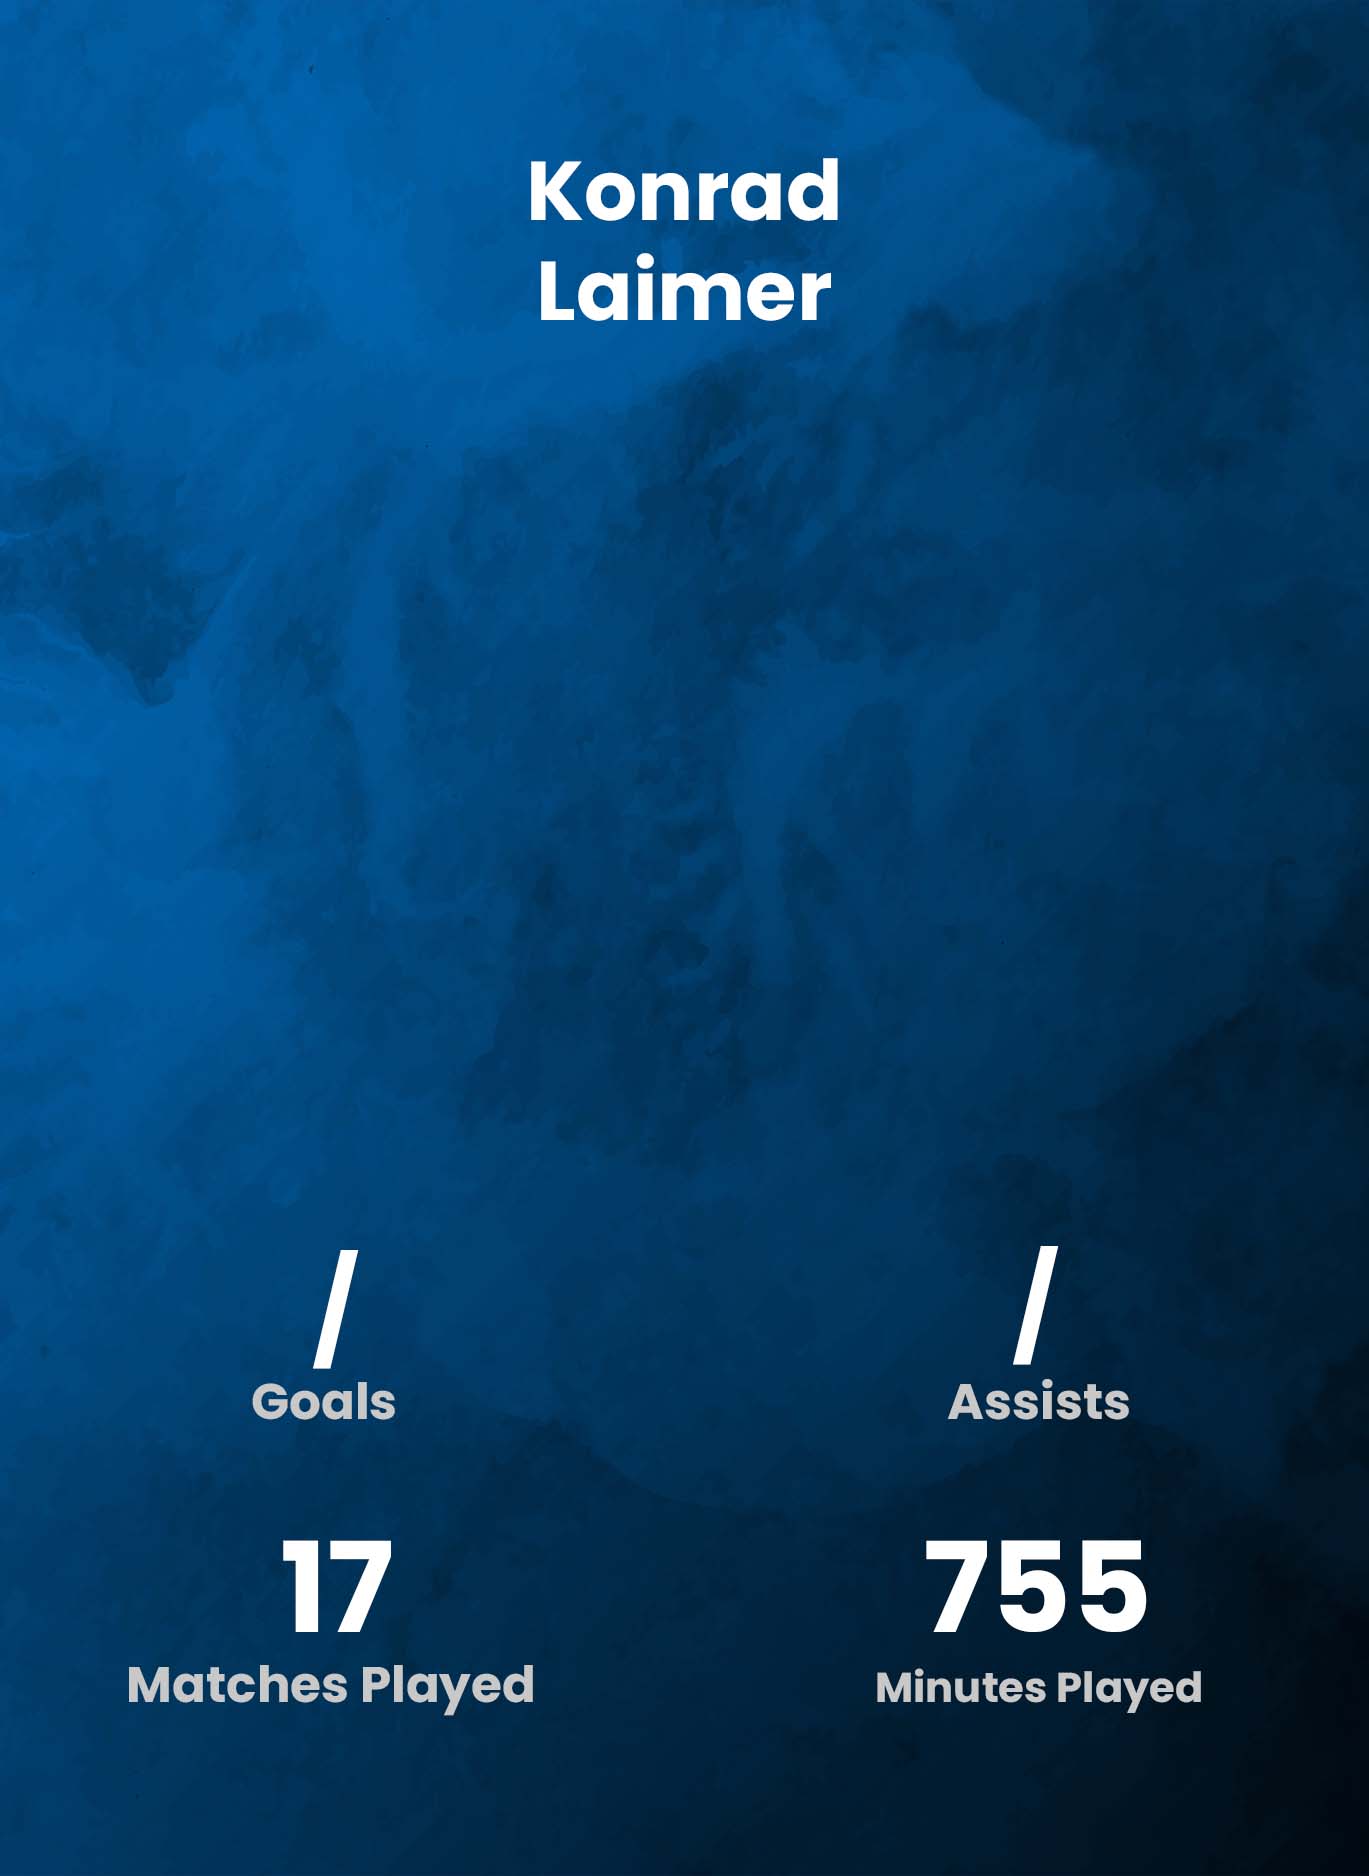 Konrad
Laimer
/
Goals
/
Assists
17
Matches Played
755
Minutes Played